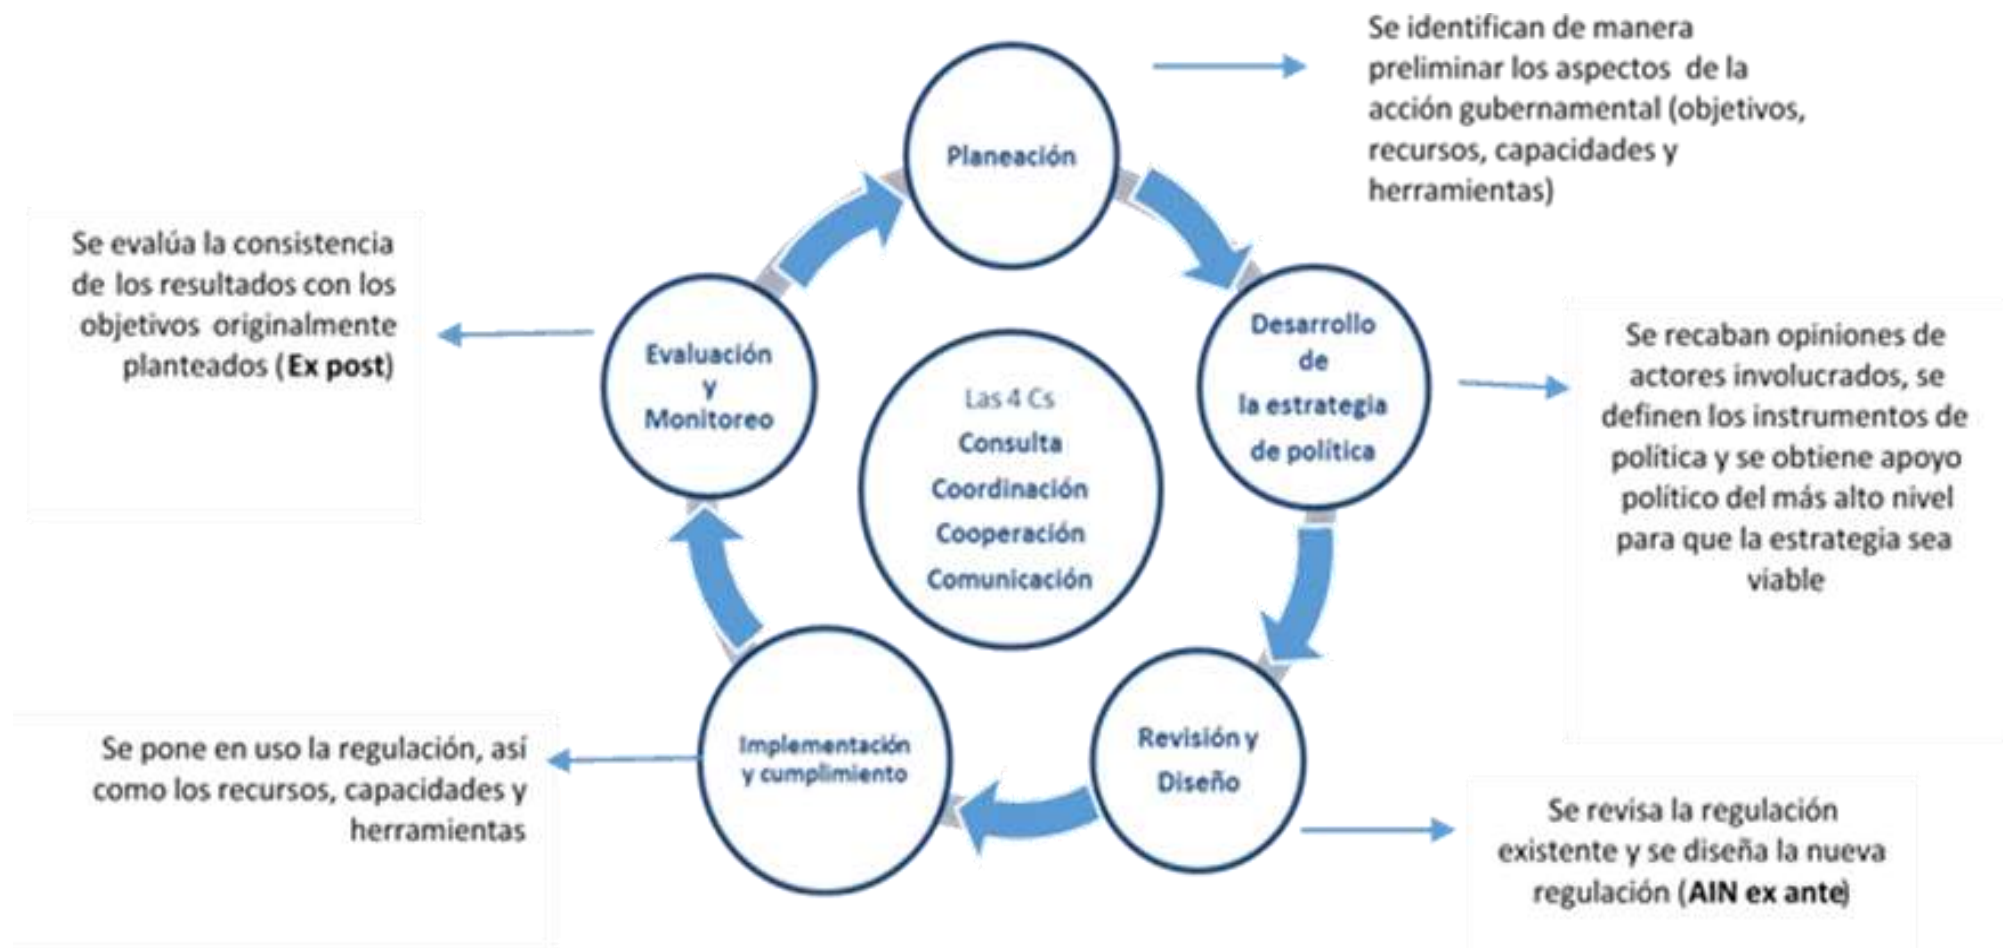 Planeación
Se identifican de manera
preliminar los aspectos de la
acción gubernamental (objetivos,
recursos, capacidades y
herramientas)
Desarrollo
de
la estrategia
de política
Se recaban opiniones de
actores involucrados, se
definen los instrumentos de
política y se obtiene apoyo
político del más alto nivel
para que la estrategia sea
viable
Revisión y
Diseño
Se revisa la regulación
existente y se diseña la nueva
regulación (AIN ex ante)
Implementación
y cumplimiento
Se pone en uso la regulación, así
como los recursos, capacidades y
herramientas
Evaluación
y
Monitoreo
Se evalúa la consistencia
de los resultados con los
objetivos originalmente
planteados (Ex post)
Las 4 Cs
Consulta
Coordinación
Cooperación
Comunicación